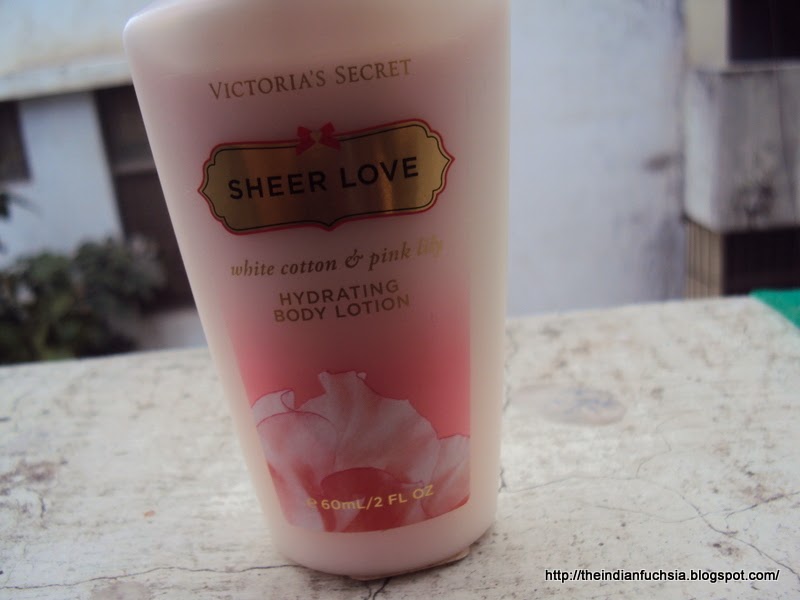 VICTORIA'S SECRET
SHEER LOVE
white cotton & pink lily
HYDRATING
BODY LOTION
e 60mL/2 FL OZ
http://theindianfuchsia.blogspot.com/